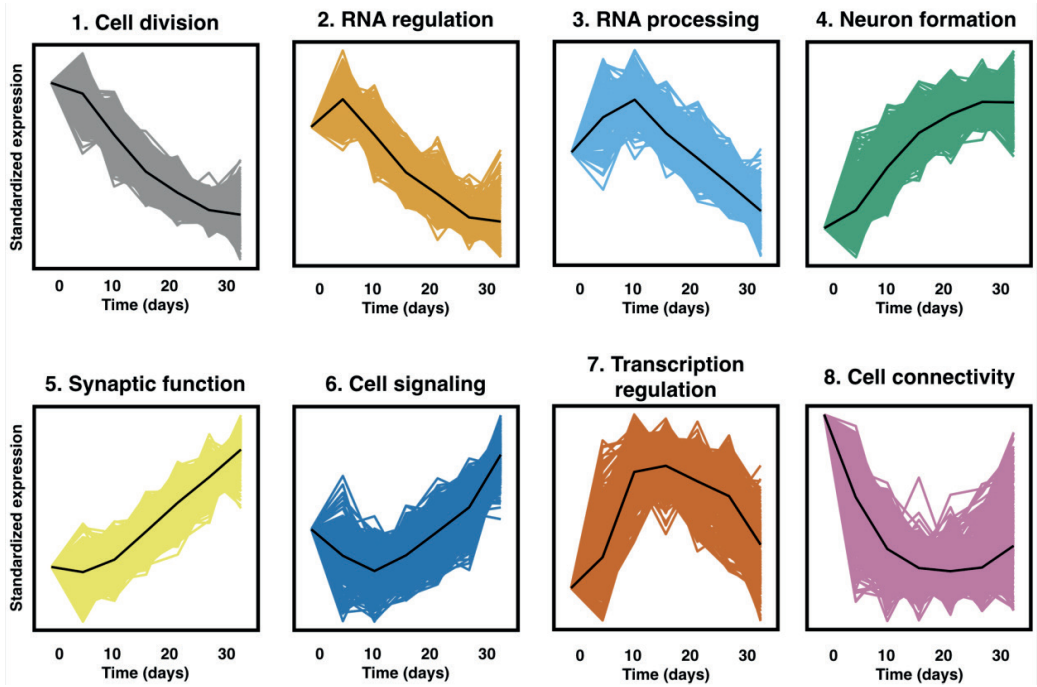 1. Cell division
2. RNA regulation
3. RNA processing
4. Neuron formation
Standardized expression
0 10 20 30
0 10 20 30
0 10 20 30
0 10 20 30
Time (days)
Time (days)
Time (days)
Time (days)
5. Synaptic function
6. Cell signaling
7. Transcription
regulation
8. Cell connectivity
Standardized expression
0 10 20 30
0 10 20 30
0 10 20 30
0 10 20 30
Time (days)
Time (days)
Time (days)
Time (days)